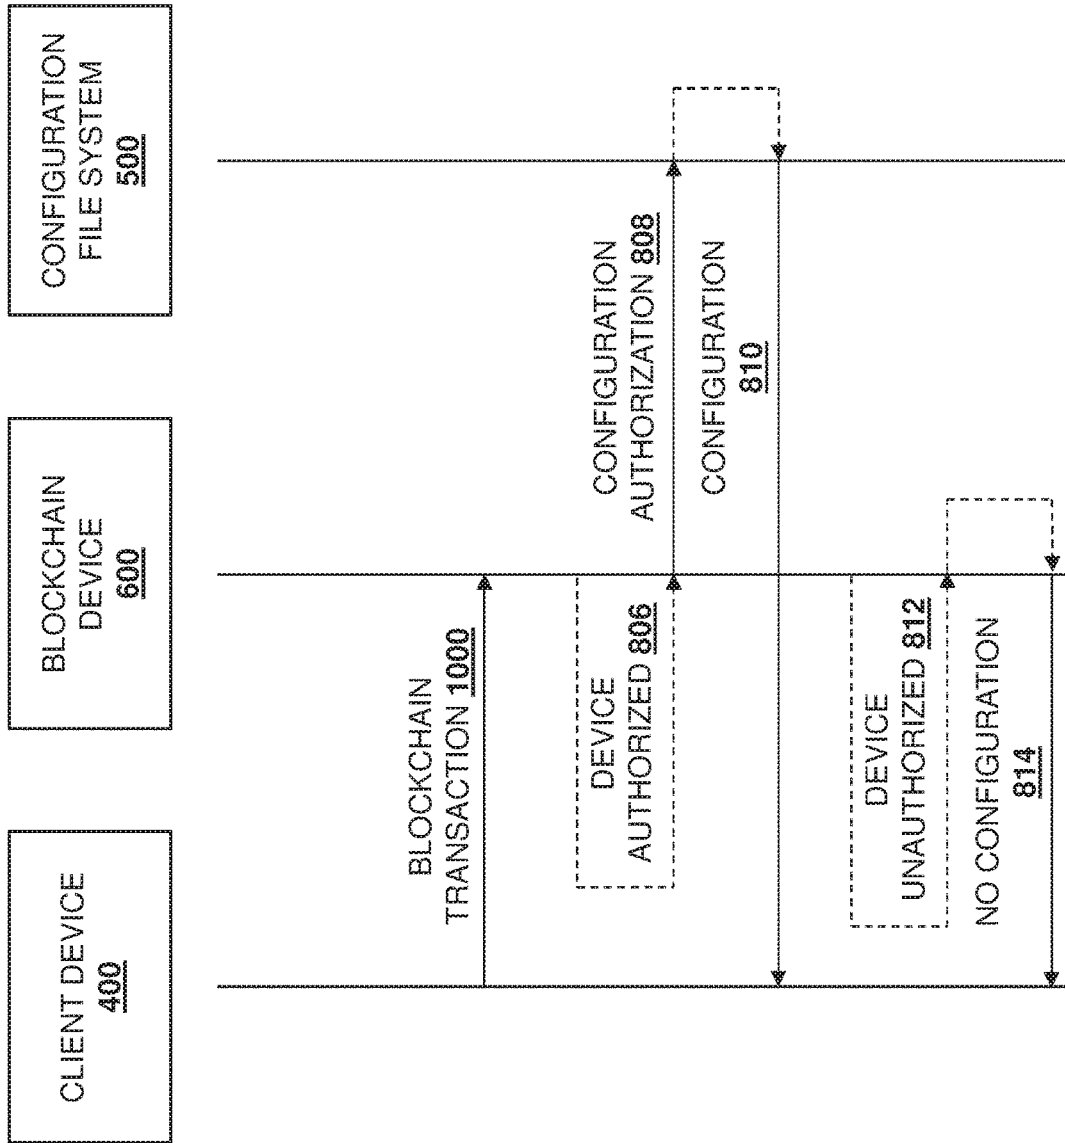 CLIENT DEVICE
400
BLOCKCHAIN
DEVICE
600
CONFIGURATION
FILE SYSTEM
500
BLOCKCHAIN
TRANSACTION 1000
DEVICE
AUTHORIZED 806
CONFIGURATION
AUTHORIZATION 808
CONFIGURATION
810
DEVICE
UNAUTHORIZED 812
NO CONFIGURATION
814